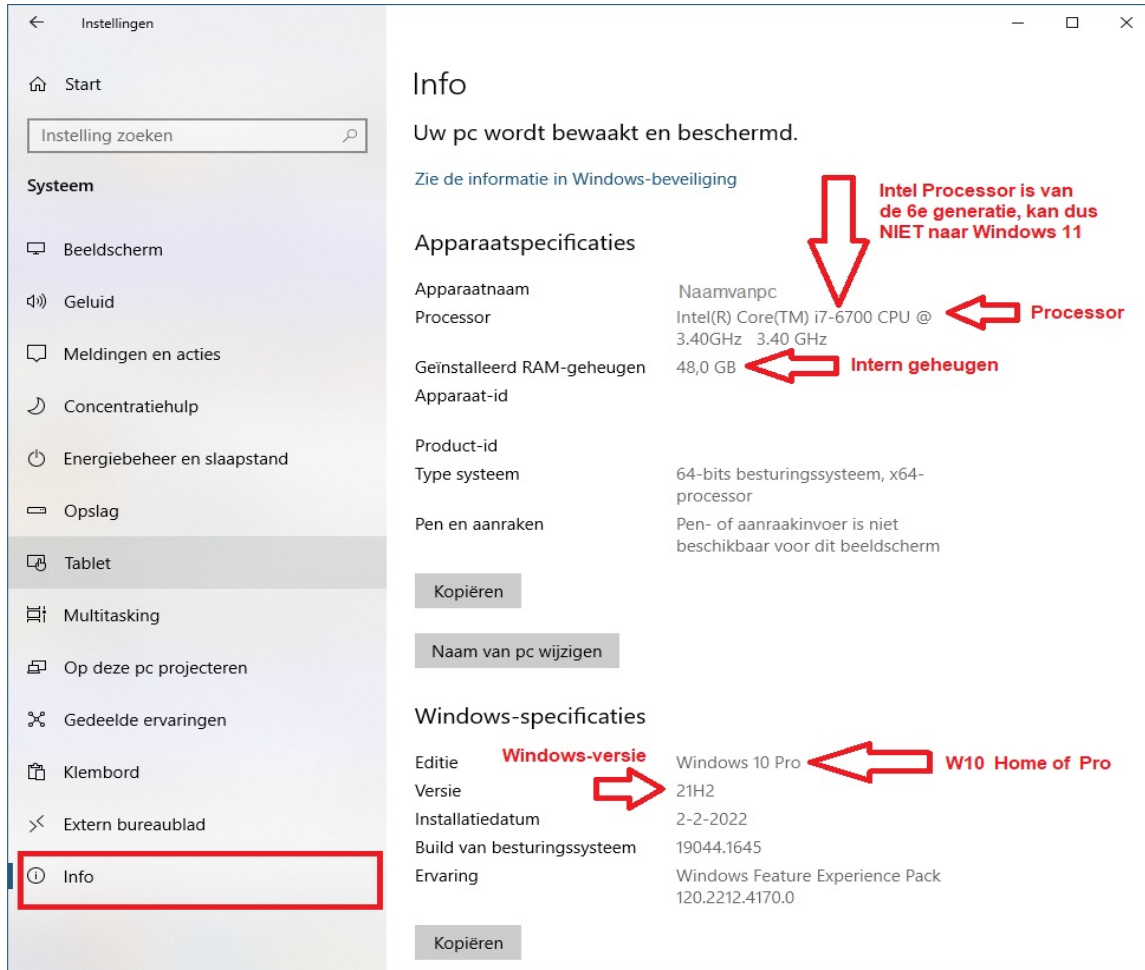 Instellingen
Start
Instelling zoeken
Systeem
Beeldscherm
Geluid
Meldingen en acties
Concentratiehulp
Energiebeheer en slaapstand
Opslag
Tablet
Multitasking
Op deze pc projecteren
Gedeelde ervaringen
Klembord
Extern bureaublad
Info
Info
Uw pc wordt bewaakt en beschermd.
Zie de informatie in Windows-beveiliging
Intel Processor is van
de 6e generatie, kan dus
NIET naar Windows 11
Apparaatspecificaties
Apparaatnaam Naamvanpc
Processor Intel(R) Core(TM) i7-6700 CPU @ Processor
3.40GHz 3.40 GHz
Geïnstalleerd RAM-geheugen 48,0 GB Intern geheugen
Apparaat-id
Product-id
Type systeem 64-bits besturingssysteem, x64-
processor
Pen en aanraken Pen- of aanraakinvoer is niet
beschikbaar voor dit beeldscherm
Kopiëren
Naam van pc wijzigen
Windows-specificaties
Editie Windows-versie Windows 10 Pro W10 Home of Pro
Versie 21H2
Installatiedatum 2-2-2022
Build van besturingssysteem 19044.1645
Ervaring Windows Feature Experience Pack
120.2212.4170.0
Kopiëren